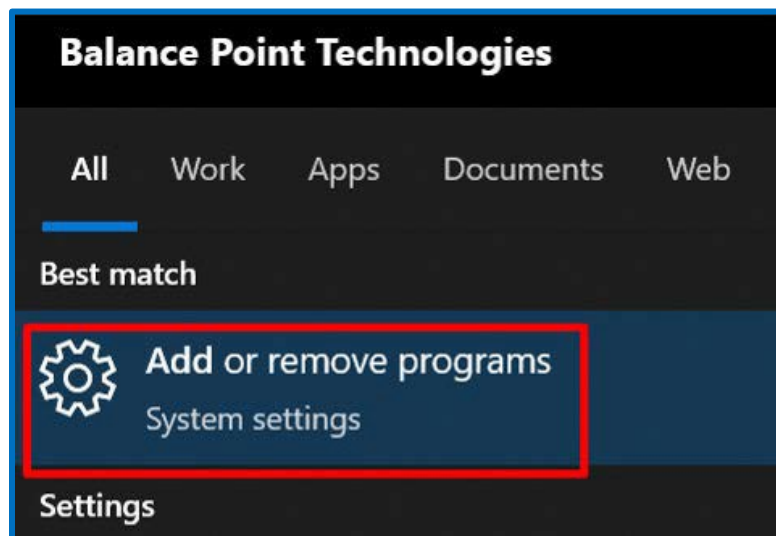 Balance Point Technologies
All Work Apps Documents Web
Best match
Add or remove programs
System settings
Settings